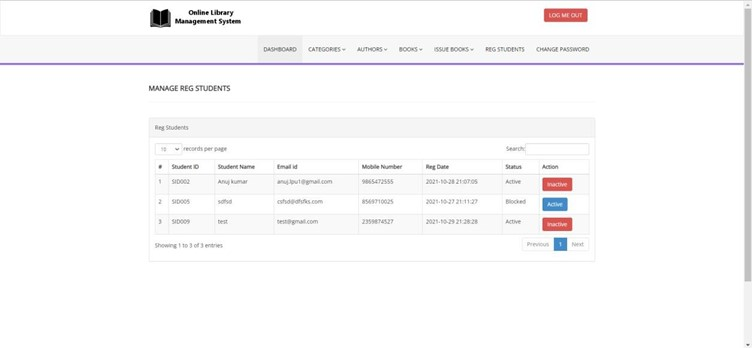 Online Library
Management System
LOG ME OUT
DASHBOARD CATEGORIES AUTHORS BOOKS ISSUE BOOKS REG STUDENTS CHANGE PASSWORD
MANAGE REG STUDENTS
Reg Students
10 records per page Search:
# Student ID Student Name Email id Mobile Number Reg Date Status Action
1 SID002 Anuj kumar anuj.lpu1@gmail.com 9865472555 2021-10-28 21:07:05 Active Inactive
2 SID005 sdfsd csfsd@dfsfks.com 8569710025 2021-10-27 21:11:27 Blocked Active
3 SID009 test test@gmail.com 2359874527 2021-10-29 21:28:28 Active Inactive
Showing 1 to 3 of 3 entries Previous 1 Next